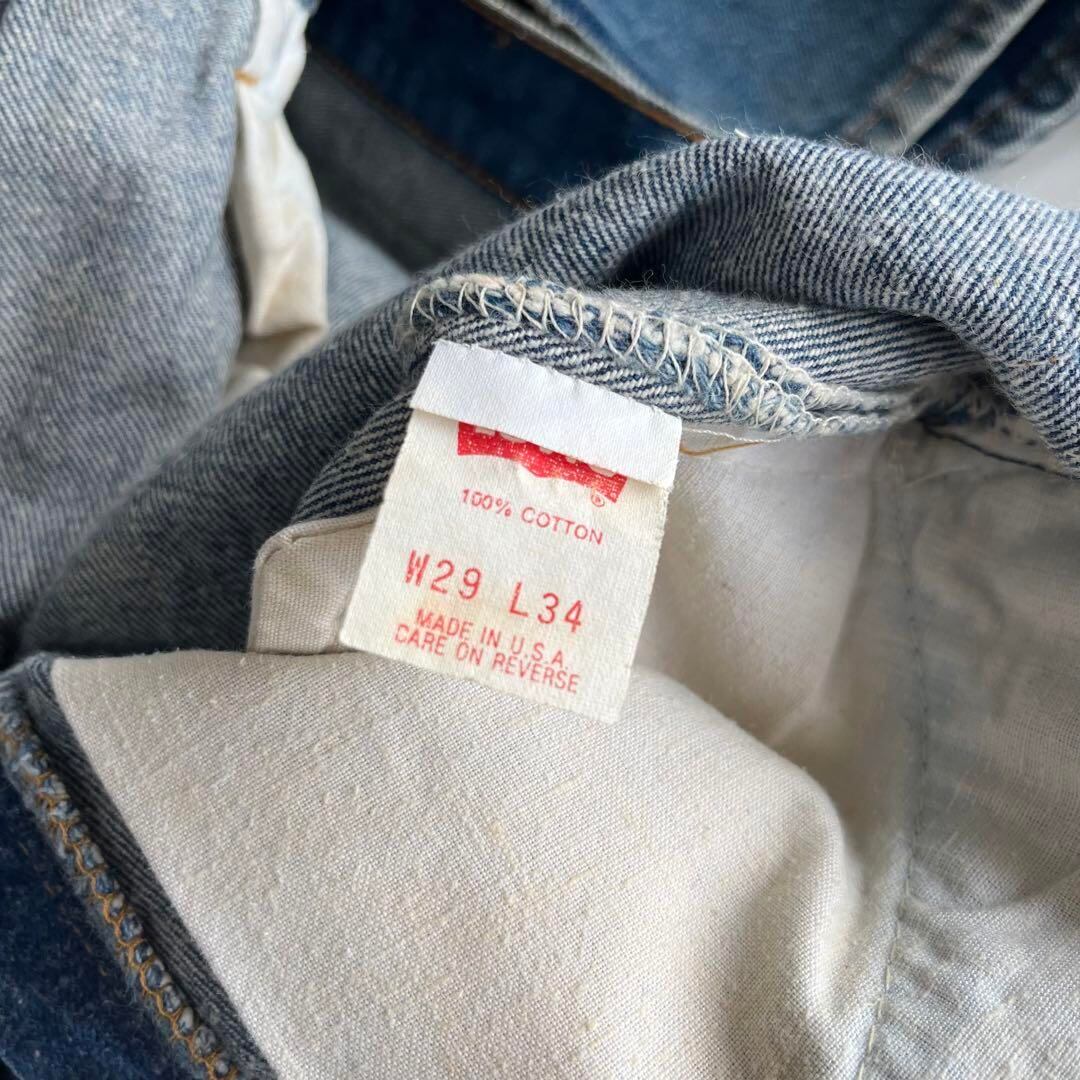 ®
100% COTTON
W29 L34
MADE IN U.S.A.
CARE ON REVERSE